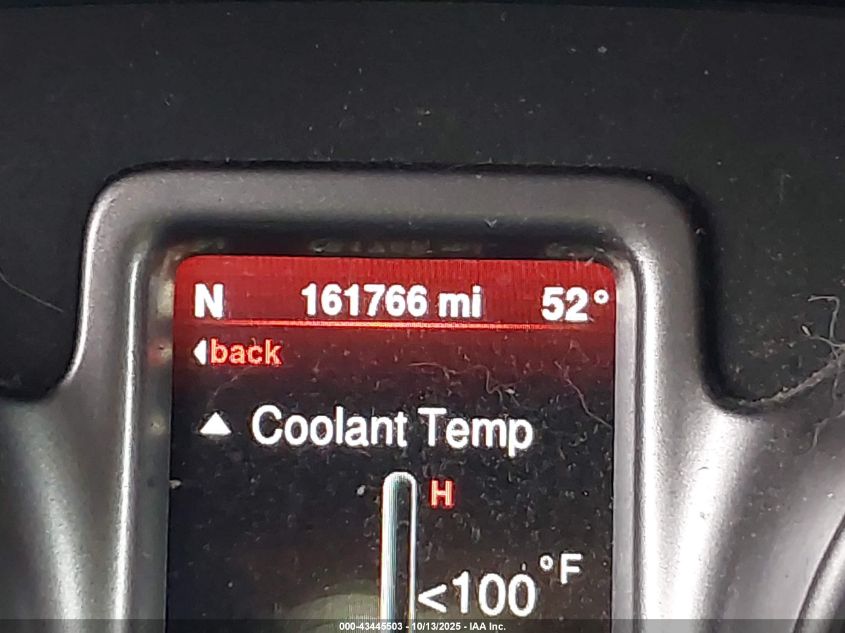 N 161766 mi 52°
back
Coolant Temp
H
<100°F
000-43445503 - 10/13/2025 - IAA Inc.